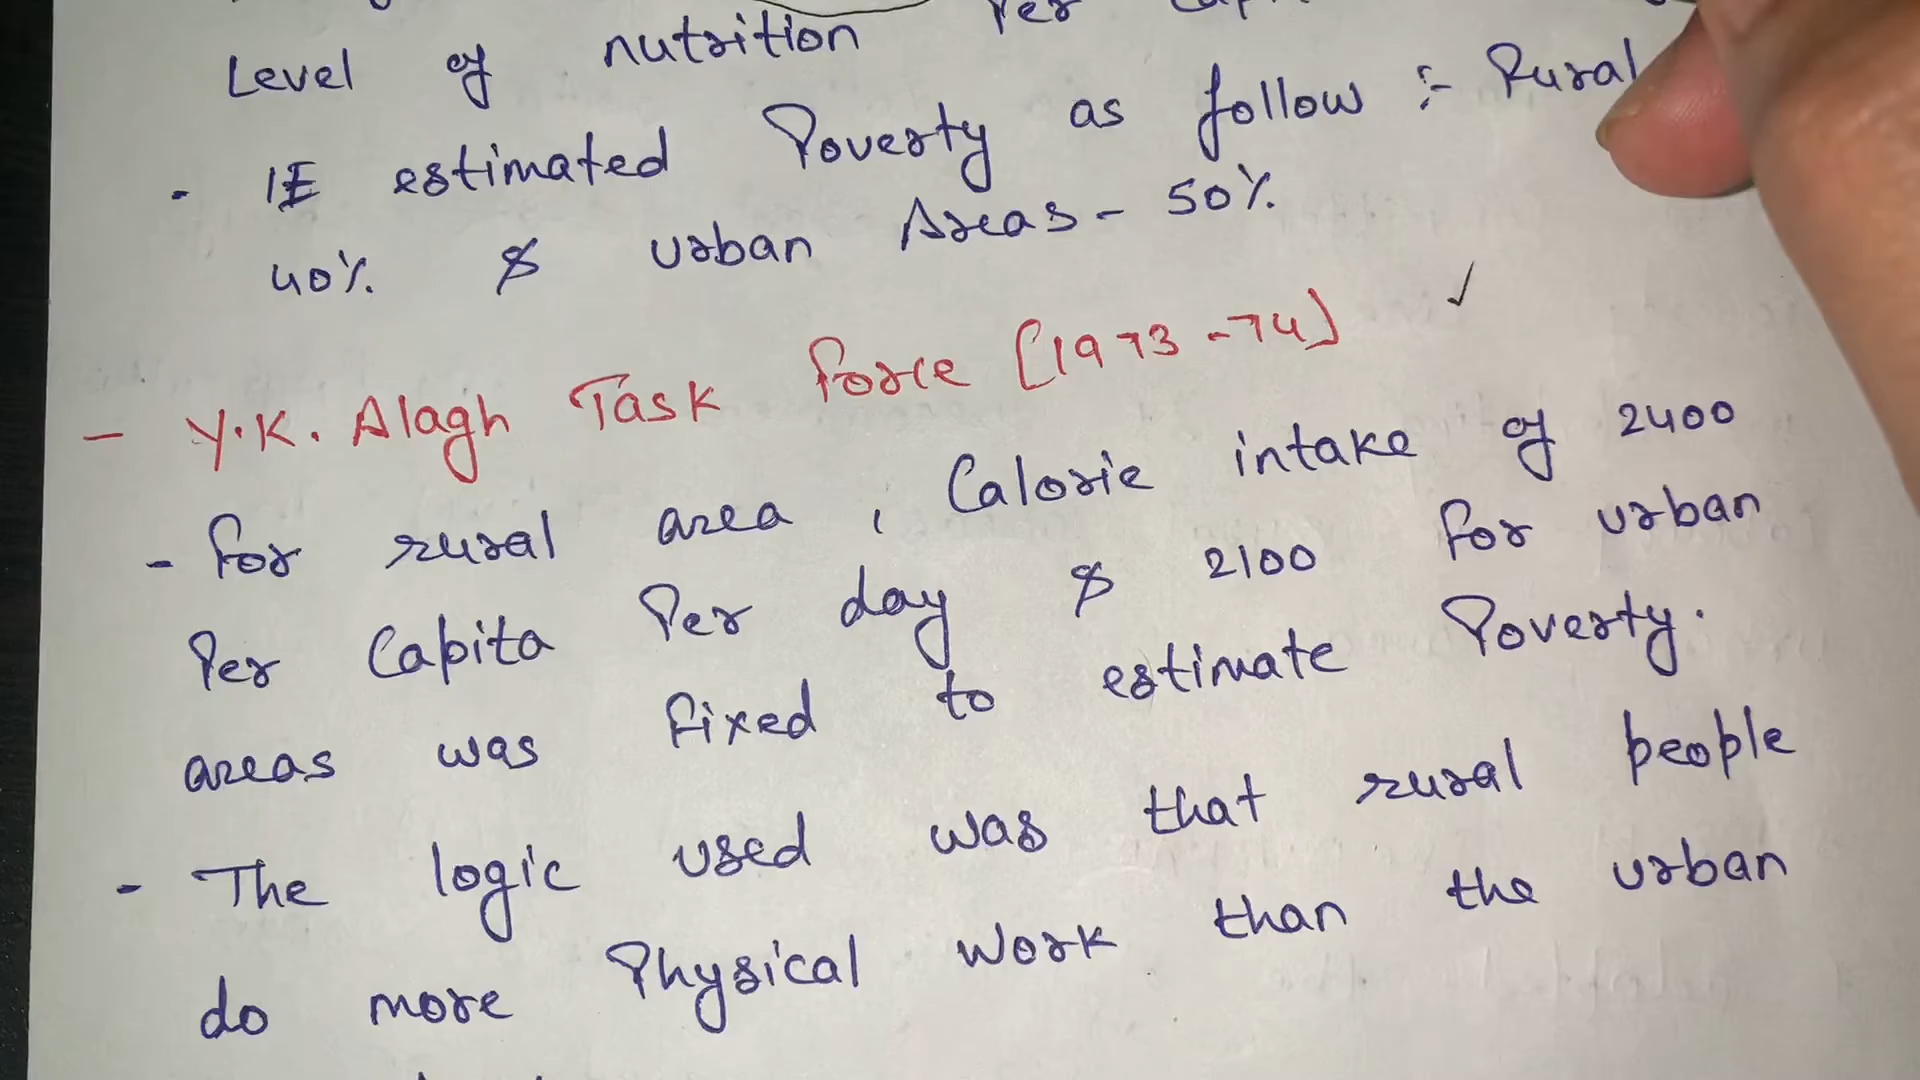 Level of nutrition Per
• IE estimated Poverty as follow :- Rural
40% & urban Areas - 50%
- Y.K. Alagh Task Force [1973-74] ✓
- For rural area, Calorie intake of 2400
Per Capita Per day & 2100 for urban
areas was fixed to estimate Poverty.
- The logic used was that rural people
do more Physical work than the urban